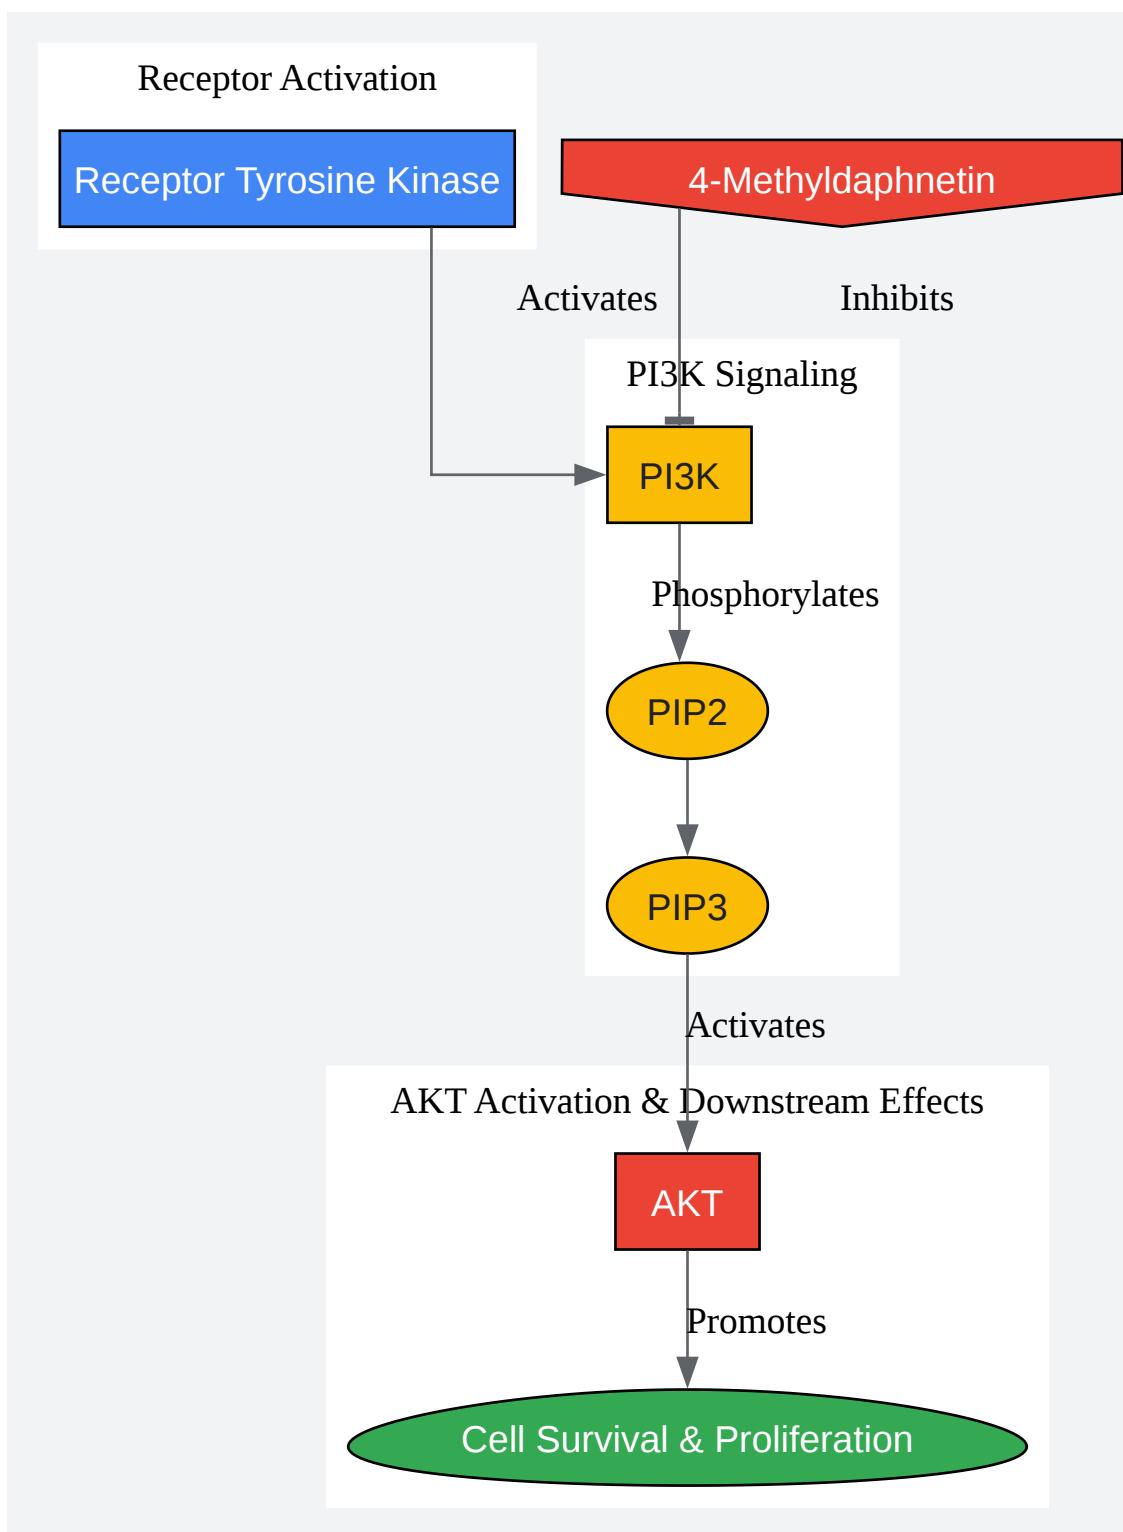 Receptor Activation
Receptor Tyrosine Kinase
4-Methyldaphnetin
Activates
Inhibits
PI3K Signaling
PI3K
Phosphorylates
PIP2
PIP3
Activates
AKT Activation & Downstream Effects
AKT
Promotes
Cell Survival & Proliferation